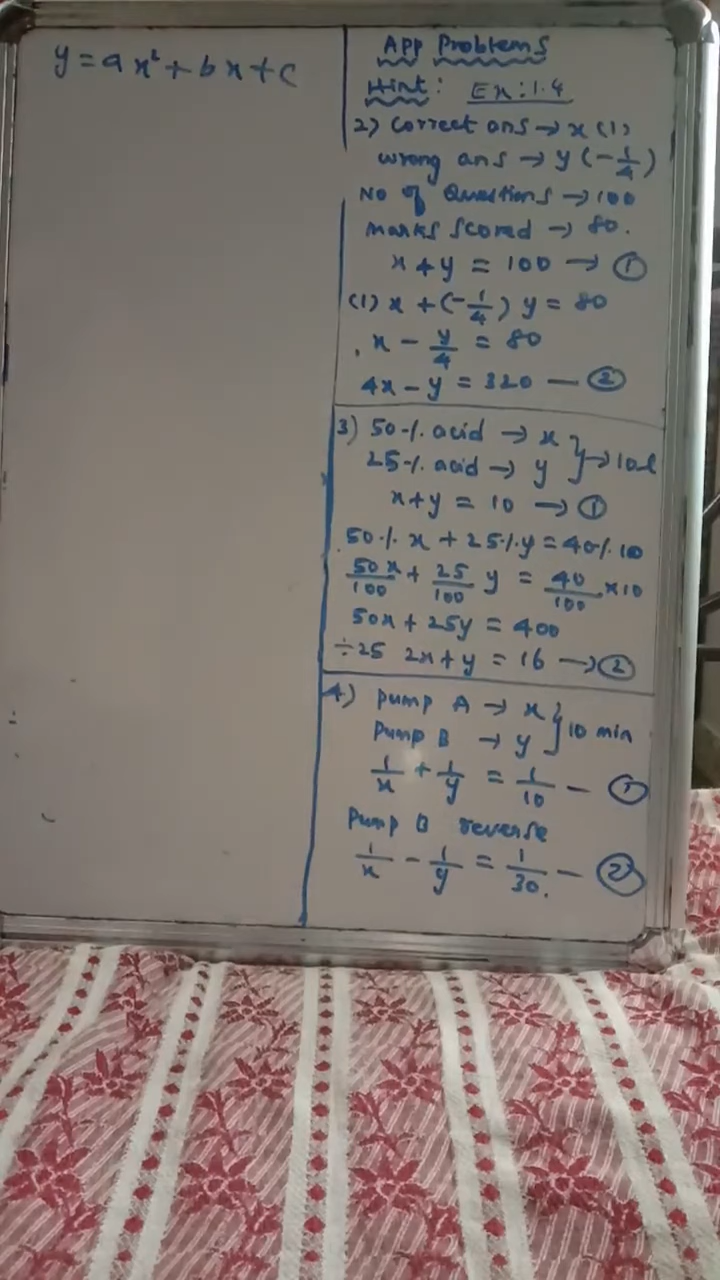 y = ax² + bx + c
App Problems
Hint: Ex:1.4
2) correct ans → x (1)
wrong ans → y (-1/4)
No of Questions → 100
marks scored → 80.
x + y = 100 → ①
(1) x + (-1/4) y = 80
x - y/4 = 80
4x - y = 320 — ②
3) 50% acid → x
25% acid → y } → 10l
x+y = 10 → ①
50% x + 25% y = 40% 10
50x/100 + 25/100 y = 40/100 x10
50x + 25y = 400
÷25 2x+y = 16 → ②
4) Pump A → x
Pump B → y } 10 min
1/x + 1/y = 1/10 — ①
Pump B reverse
1/x - 1/y = 1/30. — ②